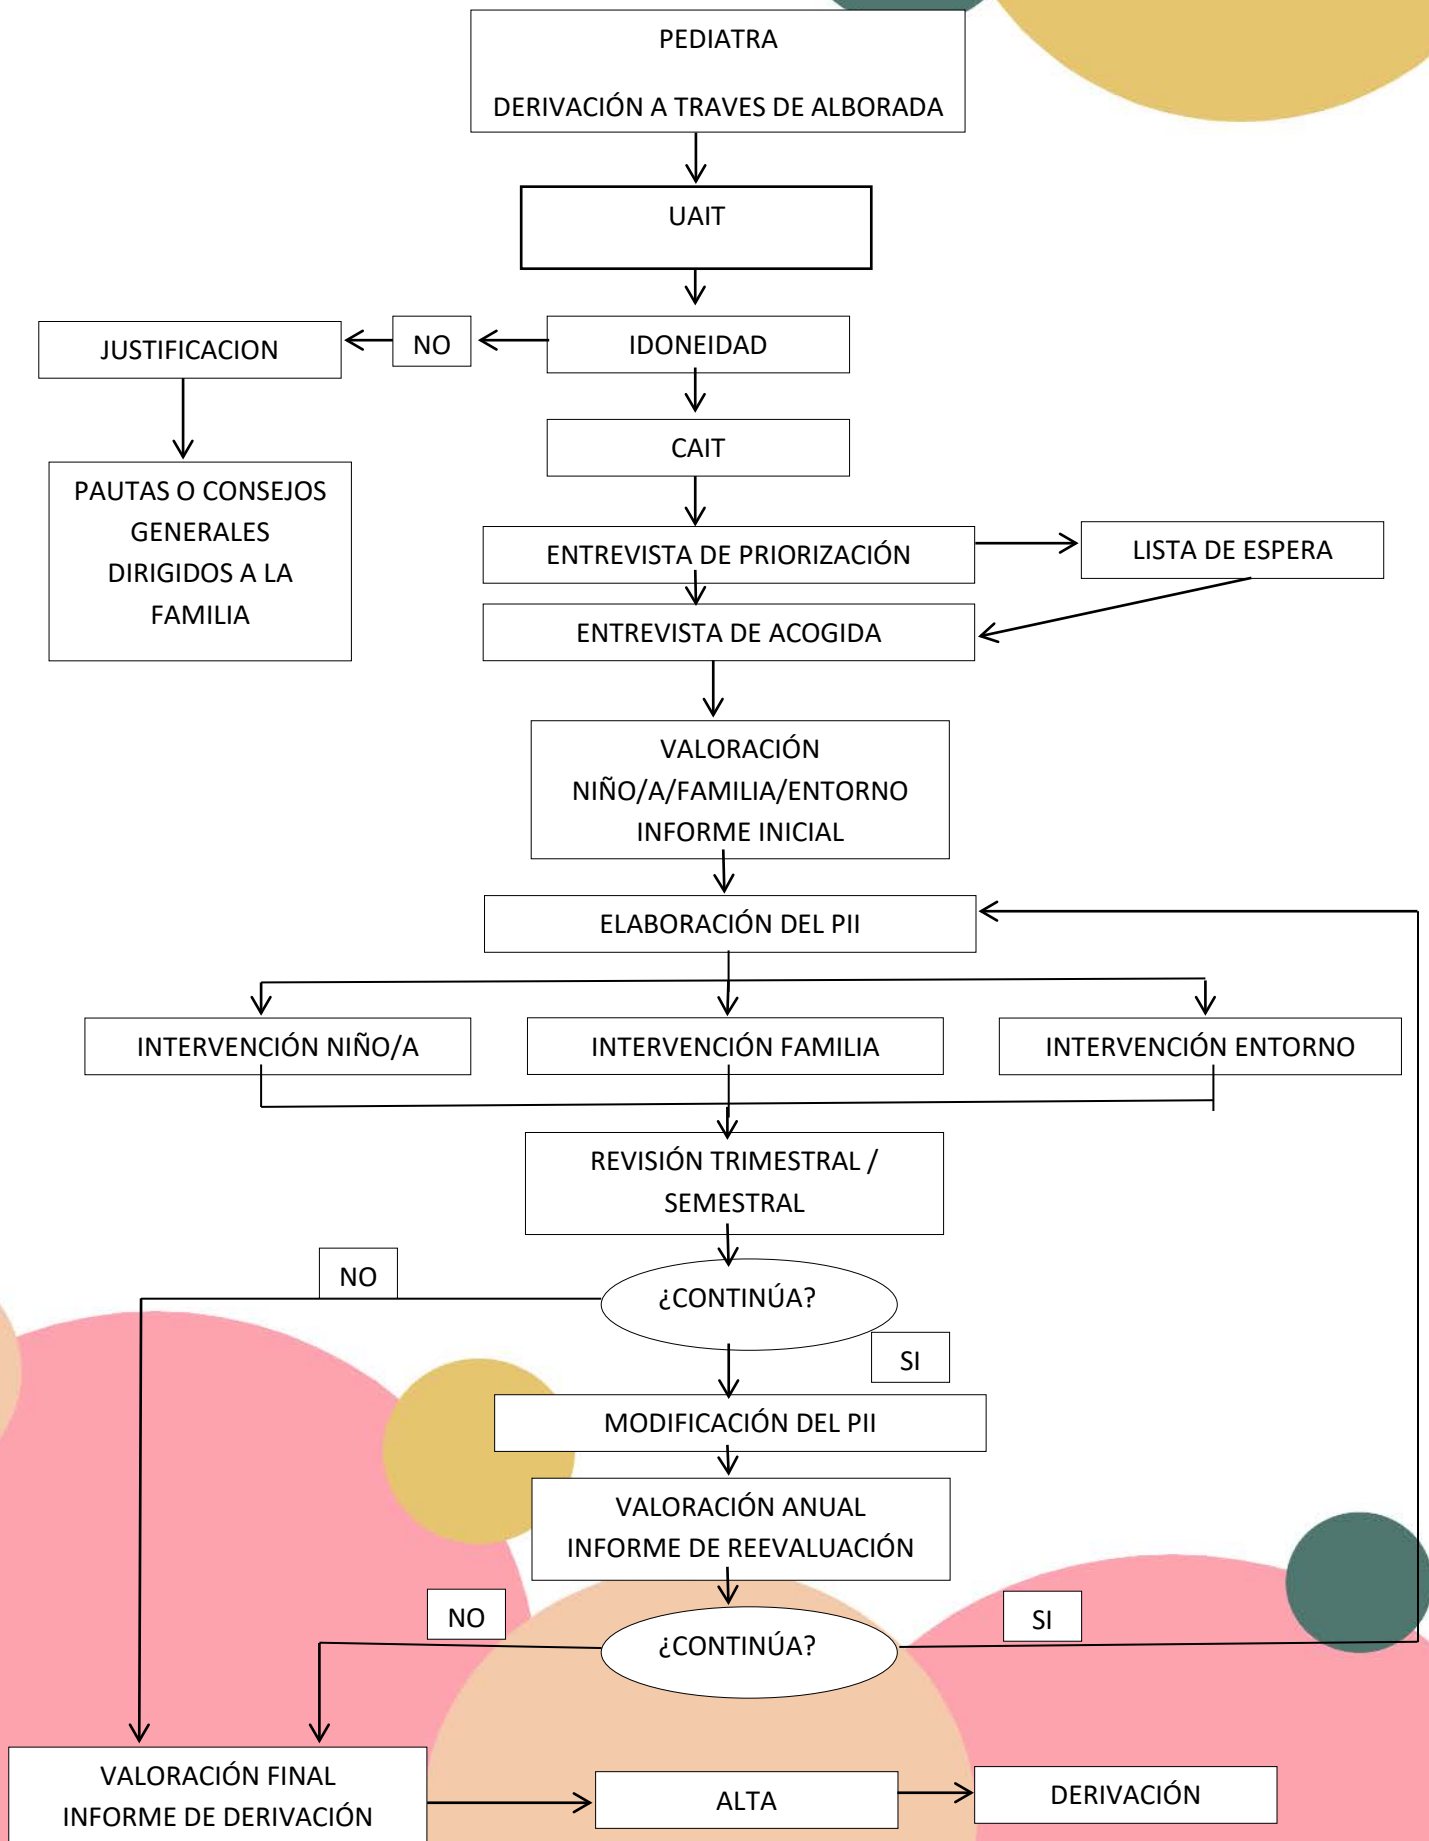 PEDIATRA
DERIVACIÓN A TRAVES DE ALBORADA
UAIT
JUSTIFICACION
NO
IDONEIDAD
CAIT
PAUTAS O CONSEJOS
GENERALES
DIRIGIDOS A LA
FAMILIA
ENTREVISTA DE PRIORIZACIÓN
LISTA DE ESPERA
ENTREVISTA DE ACOGIDA
VALORACIÓN
NIÑO/A/FAMILIA/ENTORNO
INFORME INICIAL
ELABORACIÓN DEL PII
INTERVENCIÓN NIÑO/A
INTERVENCIÓN FAMILIA
INTERVENCIÓN ENTORNO
REVISIÓN TRIMESTRAL /
SEMESTRAL
NO
¿CONTINÚA?
SI
MODIFICACIÓN DEL PII
VALORACIÓN ANUAL
INFORME DE REEVALUACIÓN
NO
¿CONTINÚA?
SI
VALORACIÓN FINAL
INFORME DE DERIVACIÓN
ALTA
DERIVACIÓN